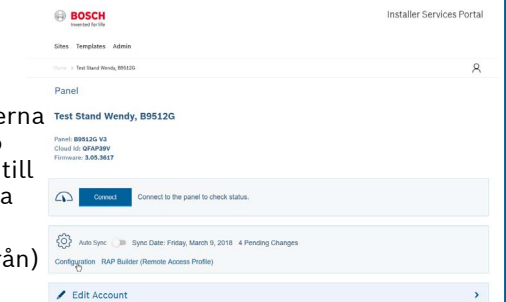 BOSCH
Invented for life
Installer Services Portal
Sites Templates Admin
Home > Test Stand Wendy, B9512G
Panel
Test Stand Wendy, B9512G
Panel: B9512G V3
Cloud Id: QFAP39V
Firmware: 3.05.3617
Connect Connect to the panel to check status.
Auto Sync Sync Date: Friday, March 9, 2018 4 Pending Changes
Configuration RAP Builder (Remote Access Profile)
Edit Account
erna
till
a
rån)